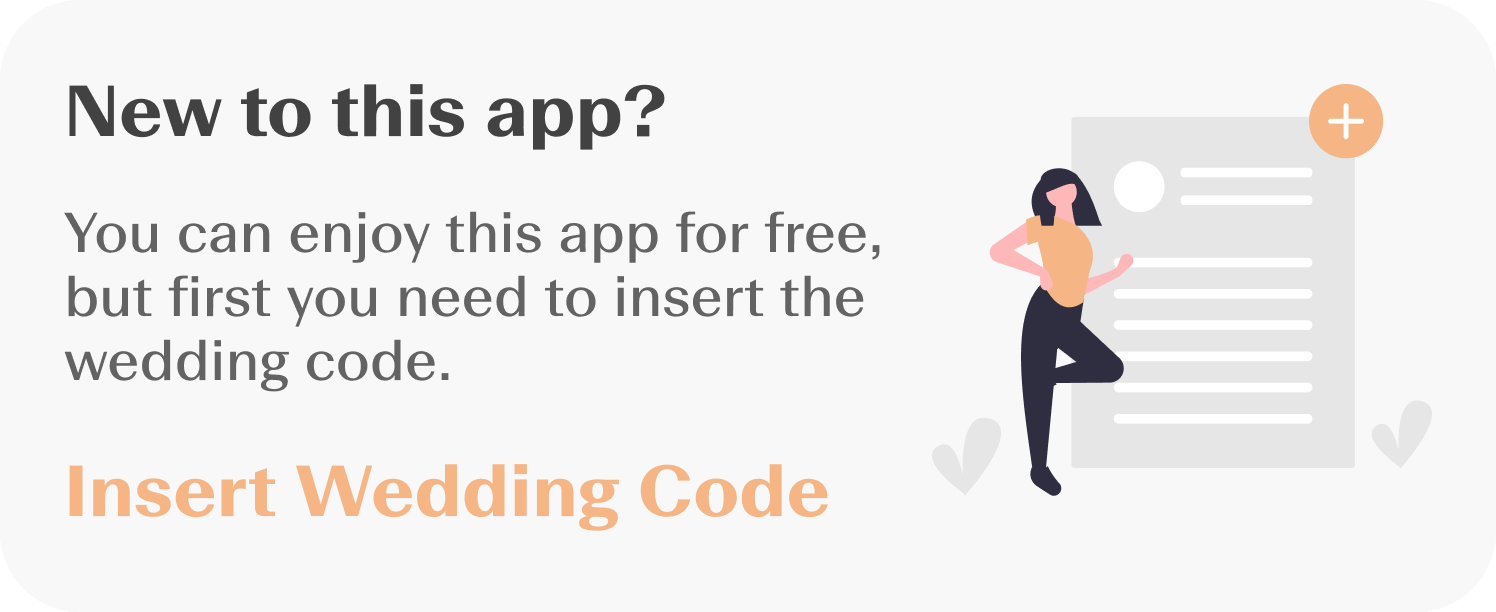 New to this app?
You can enjoy this app for free,
but first you need to insert the
wedding code.
Insert Wedding Code